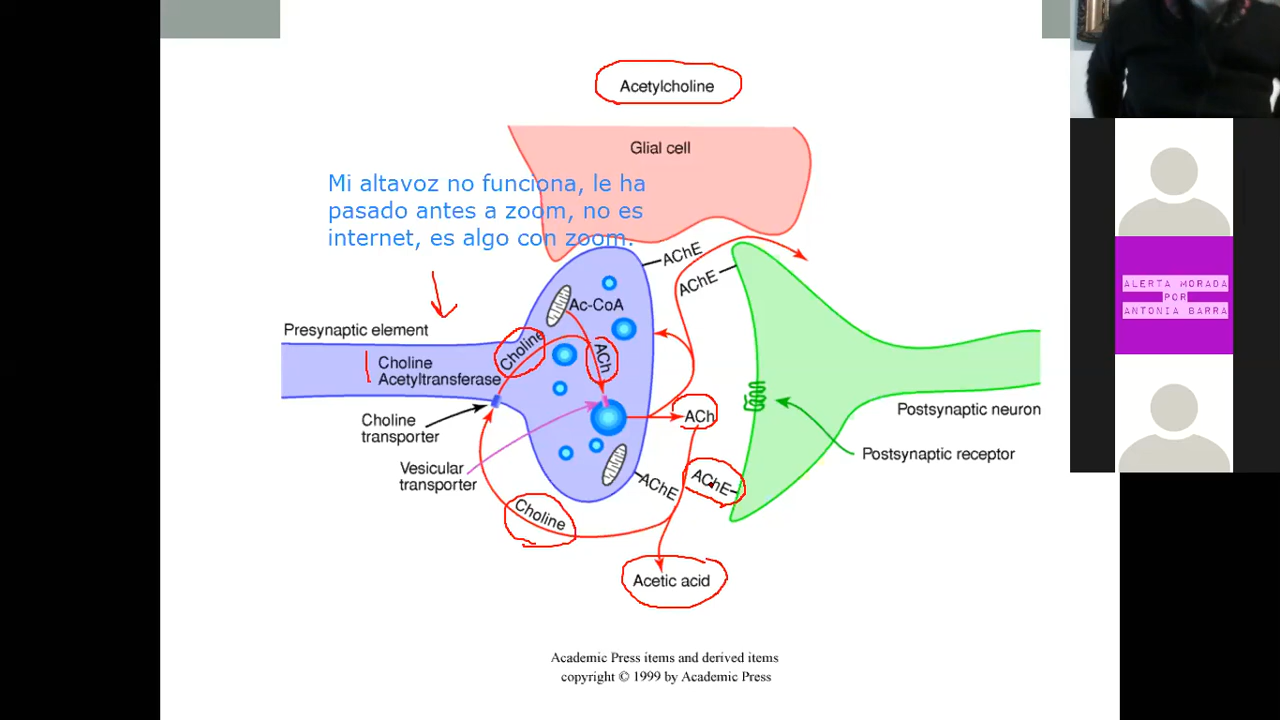 Acetylcholine
Glial cell
Mi altavoz no funciona, le ha
pasado antes a zoom, no es
internet, es algo con zoom.
AChE
AChE
Ac-CoA
Presynaptic element
Choline
ACh
Choline
Acetyltransferase
Choline
transporter
ACh
Postsynaptic neuron
Postsynaptic receptor
Vesicular
transporter
AChE
AChE
Choline
Acetic acid
Academic Press items and derived items
copyright © 1999 by Academic Press
ALERTA MORADA
POR
ANTONIA BARRA